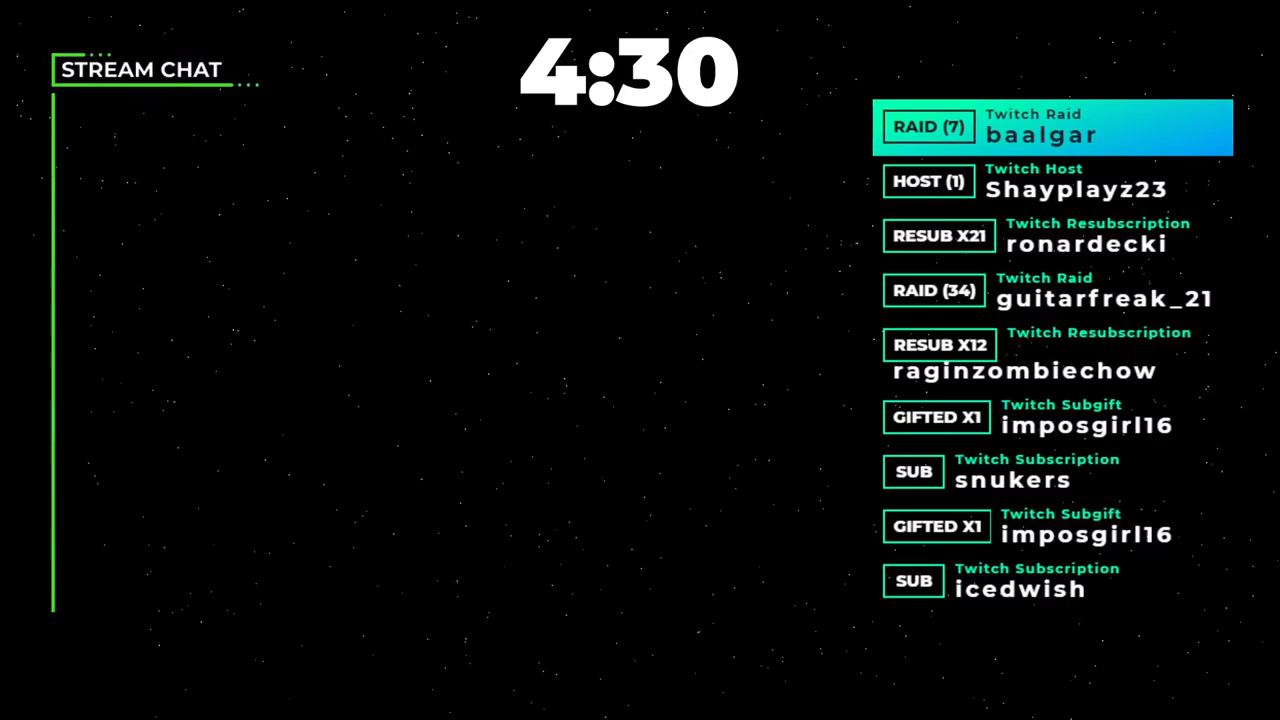 4:30
STREAM CHAT
RAID (7)
Twitch Raid
baalgar
HOST (1)
Twitch Host
Shayplayz23
RESUB X21
Twitch Resubscription
ronardecki
RAID (34)
Twitch Raid
guitarfreak_21
RESUB X12
Twitch Resubscription
raginzombiechow
GIFTED X1
Twitch Subgift
imposgirl16
SUB
Twitch Subscription
snukers
GIFTED X1
Twitch Subgift
imposgirl16
SUB
Twitch Subscription
icedwish